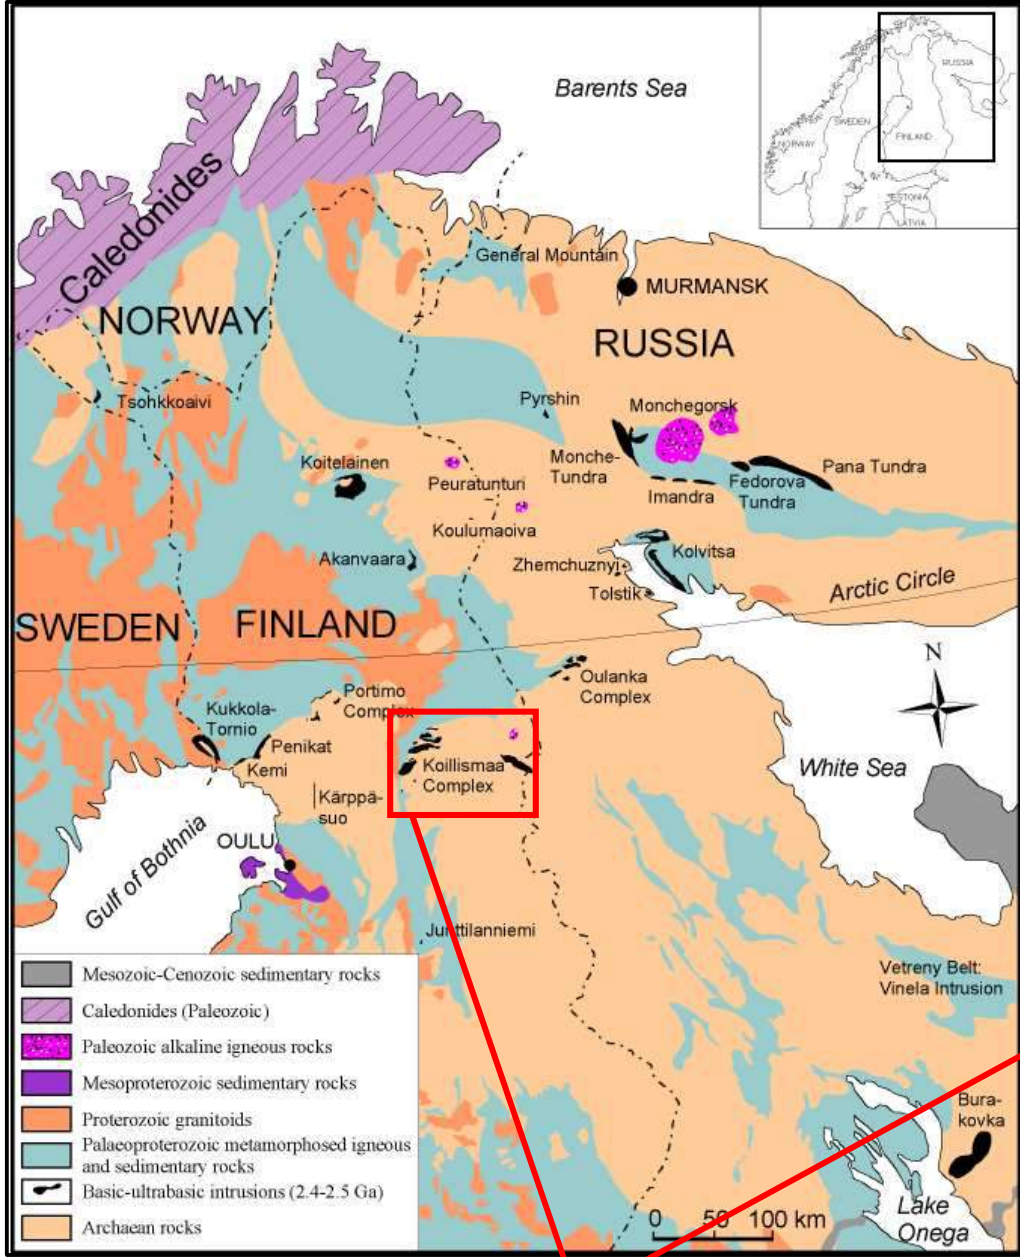 Barents Sea
RUSSIA
SWEDEN
NORWAY
FINLAND
ESTONIA
LATVIA
Caledonides
General Mountain
MURMANSK
NORWAY
RUSSIA
Tsohkkoaivi
Pyrshin
Monchegorsk
Koitelainen
Monche-
Tundra
Pana Tundra
Peuratunturi
Fedorova
Tundra
Imandra
Koulumaoiva
Akanvaara
Zhemchuznyi
Kolvitsa
Tolstik
Arctic Circle
SWEDEN
FINLAND
N
Oulanka
Complex
Portimo
Complex
Kukkola-
Tornio
Penikat
Kemi
Koillismaa
Complex
White Sea
Kärppä-
suo
OULU
Gulf of Bothnia
Junttilanniemi
Vetreny Belt:
Vinela Intrusion
Mesozoic-Cenozoic sedimentary rocks
Caledonides (Paleozoic)
Paleozoic alkaline igneous rocks
Mesoproterozoic sedimentary rocks
Proterozoic granitoids
Palaeoproterozoic metamorphosed igneous
and sedimentary rocks
Basic-ultrabasic intrusions (2.4-2.5 Ga)
Archaean rocks
Bura-
kovka
Lake
Onega
0 50 100 km